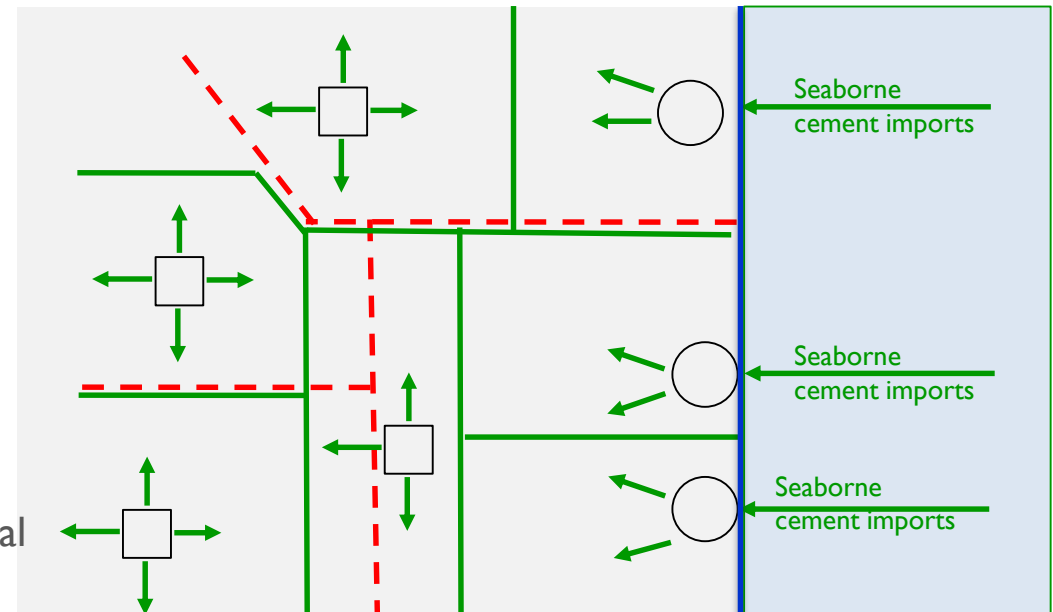 Seaborne
cement imports
Seaborne
cement imports
Seaborne
cement imports
al